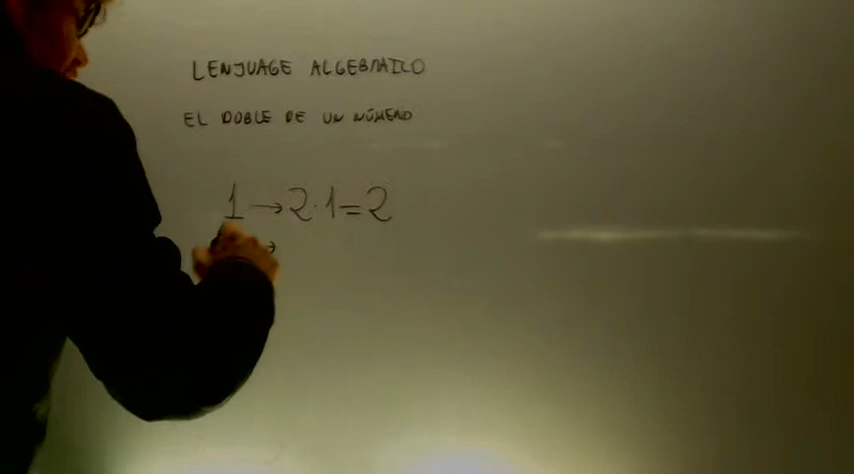 LENJUAGE ALGEBRAICO
EL DOBLE DE UN NÚMERO
1 → 2 · 1 = 2
→